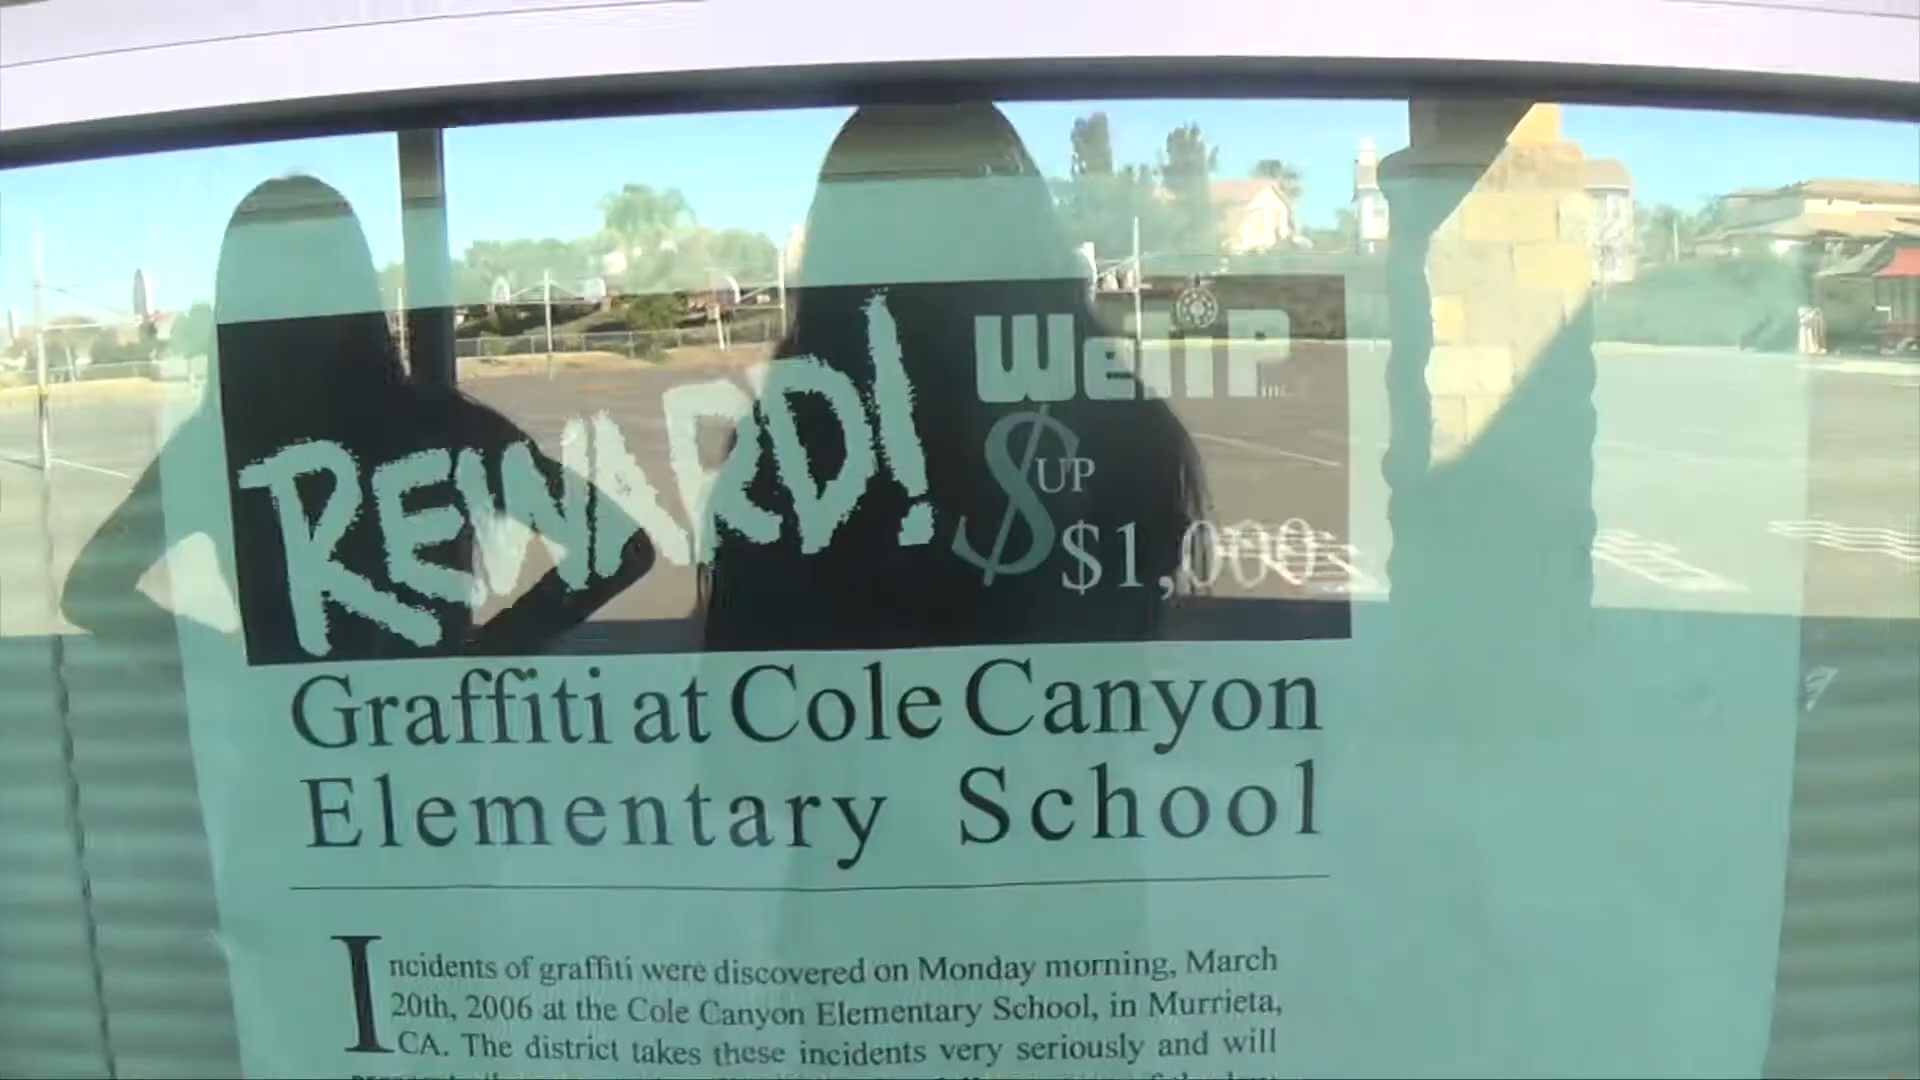 REWARD!
WeTiP INC.
$ UP
$1,000
Graffiti at Cole Canyon
Elementary School
Incidents of graffiti were discovered on Monday morning, March
20th, 2006 at the Cole Canyon Elementary School, in Murrieta,
CA. The district takes these incidents very seriously and will